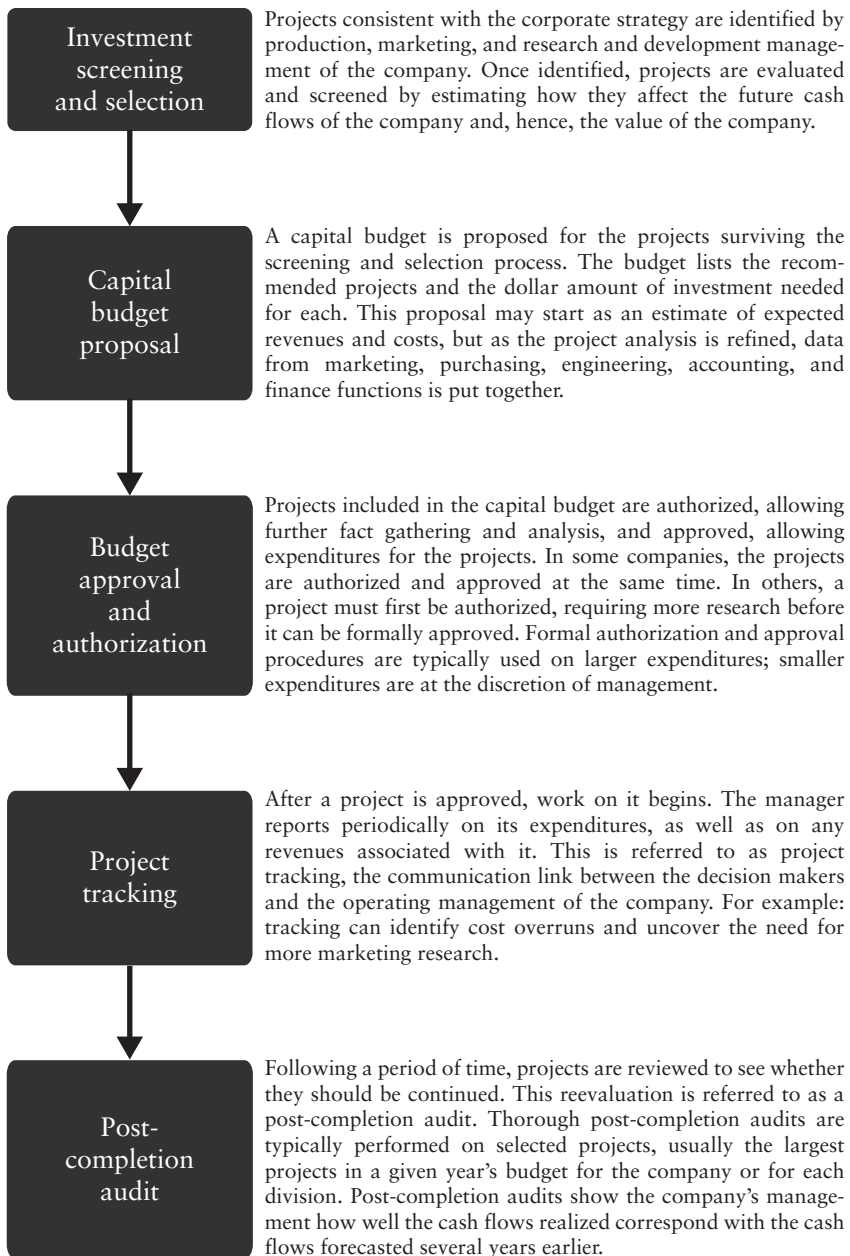 Investment
screening
and selection
Projects consistent with the corporate strategy are identified by
production, marketing, and research and development manage-
ment of the company. Once identified, projects are evaluated
and screened by estimating how they affect the future cash
flows of the company and, hence, the value of the company.
Capital
budget
proposal
A capital budget is proposed for the projects surviving the
screening and selection process. The budget lists the recom-
mended projects and the dollar amount of investment needed
for each. This proposal may start as an estimate of expected
revenues and costs, but as the project analysis is refined, data
from marketing, purchasing, engineering, accounting, and
finance functions is put together.
Budget
approval
and
authorization
Projects included in the capital budget are authorized, allowing
further fact gathering and analysis, and approved, allowing
expenditures for the projects. In some companies, the projects
are authorized and approved at the same time. In others, a
project must first be authorized, requiring more research before
it can be formally approved. Formal authorization and approval
procedures are typically used on larger expenditures; smaller
expenditures are at the discretion of management.
Project
tracking
After a project is approved, work on it begins. The manager
reports periodically on its expenditures, as well as on any
revenues associated with it. This is referred to as project
tracking, the communication link between the decision makers
and the operating management of the company. For example:
tracking can identify cost overruns and uncover the need for
more marketing research.
Post-
completion
audit
Following a period of time, projects are reviewed to see whether
they should be continued. This reevaluation is referred to as a
post-completion audit. Thorough post-completion audits are
typically performed on selected projects, usually the largest
projects in a given year's budget for the company or for each
division. Post-completion audits show the company's manage-
ment how well the cash flows realized correspond with the cash
flows forecasted several years earlier.